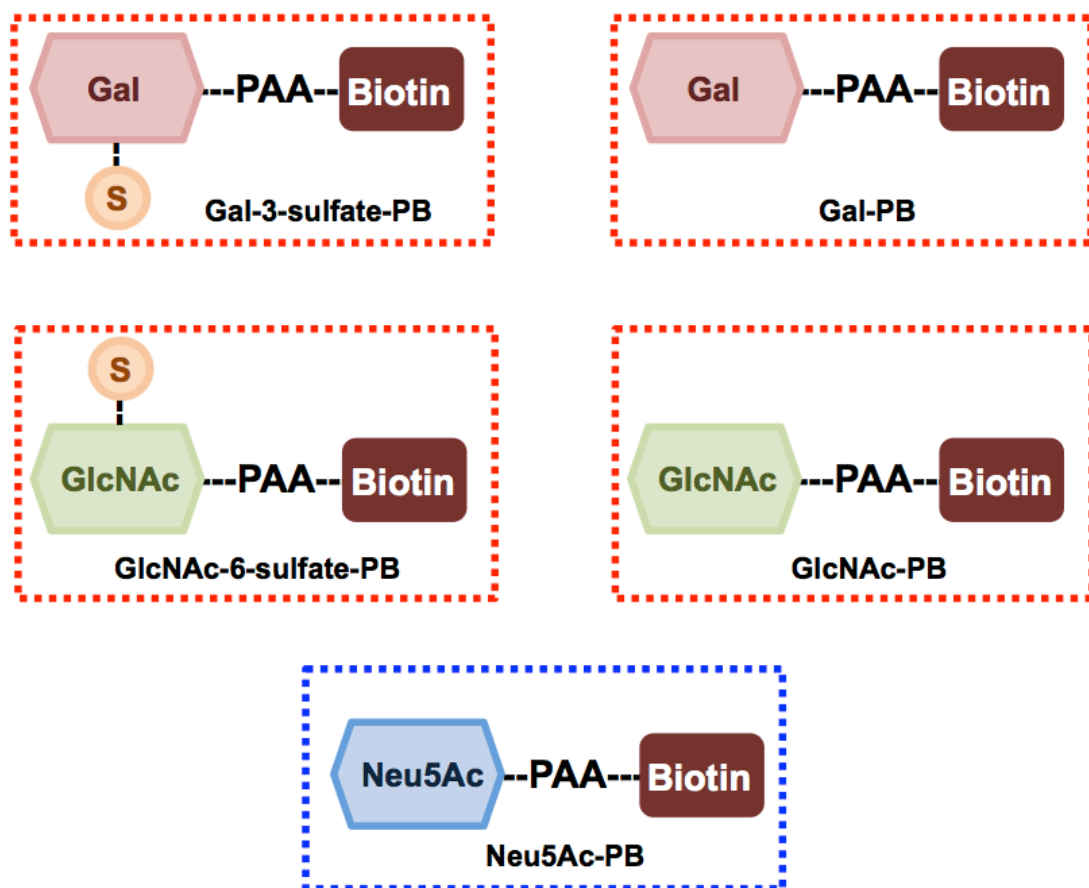 Gal ---PAA-- Biotin
S
Gal-3-sulfate-PB
Gal ---PAA-- Biotin
Gal-PB
S
GlcNAc ---PAA-- Biotin
GlcNAc-6-sulfate-PB
GlcNAc ---PAA-- Biotin
GlcNAc-PB
Neu5Ac --PAA--- Biotin
Neu5Ac-PB